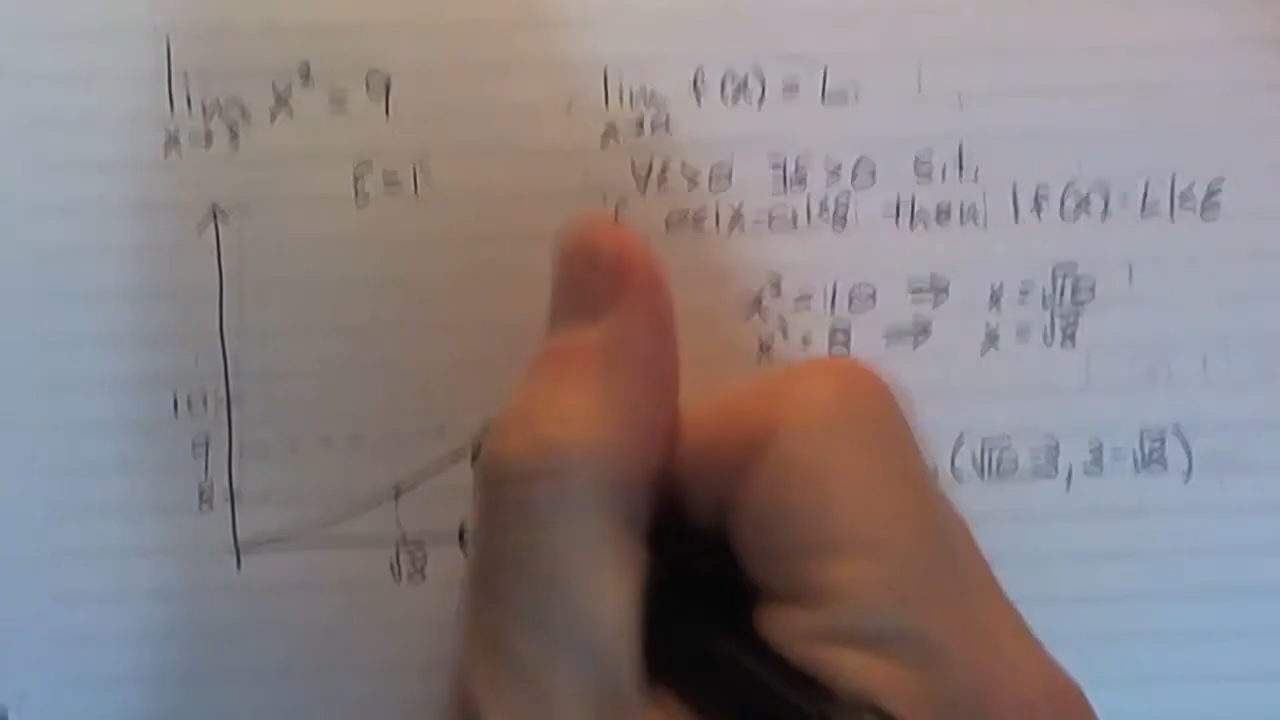 lim x² = 9
x→3
ε = 1
10
9
8
√8
lim f(x) = L
x→a
∀ε > 0 ∃δ > 0 s.t.
if 0<|x-a|<δ then |f(x)-L|<ε
x² = 10 ⇒ x = √10
x² = 8 ⇒ x = √8
(√10-3, 3-√8)